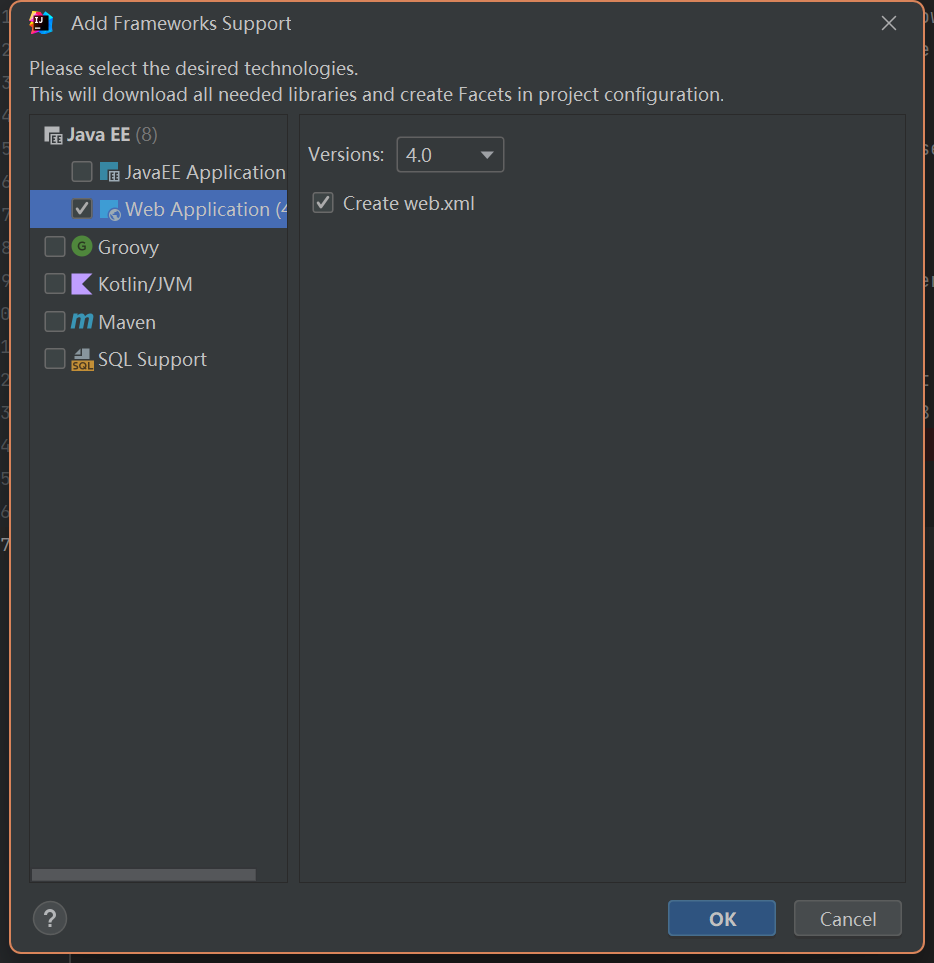 Add Frameworks Support
Please select the desired technologies.
This will download all needed libraries and create Facets in project configuration.
Java EE (8)
JavaEE Application
Web Application (4
Groovy
Kotlin/JVM
Maven
SQL Support
Versions: 4.0
Create web.xml
?
OK
Cancel